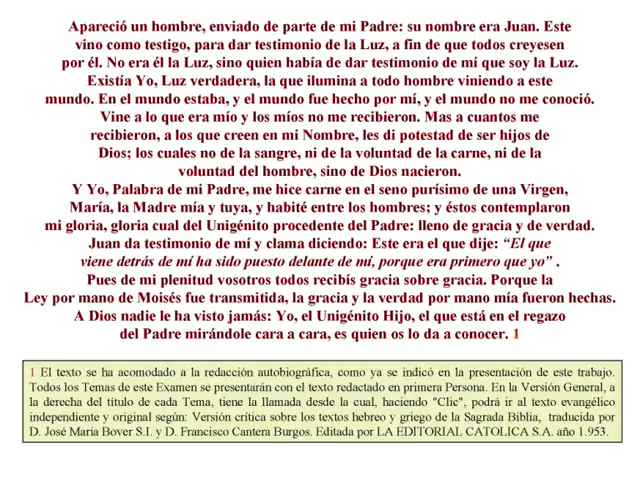 Apareció un hombre, enviado de parte de mi Padre: su nombre era Juan. Este
vino como testigo, para dar testimonio de la Luz, a fin de que todos creyesen
por él. No era él la Luz, sino quien había de dar testimonio de mí que soy la Luz.
Existía Yo, Luz verdadera, la que ilumina a todo hombre viniendo a este
mundo. En el mundo estaba, y el mundo fue hecho por mí, y el mundo no me conoció.
Vine a lo que era mío y los míos no me recibieron. Mas a cuantos me
recibieron, a los que creen en mi Nombre, les di potestad de ser hijos de
Dios; los cuales no de la sangre, ni de la voluntad de la carne, ni de la
voluntad del hombre, sino de Dios nacieron.
Y Yo, Palabra de mi Padre, me hice carne en el seno purísimo de una Virgen,
María, la Madre mía y tuya, y habité entre los hombres; y éstos contemplaron
mi gloria, gloria cual del Unigénito procedente del Padre: lleno de gracia y de verdad.
Juan da testimonio de mí y clama diciendo: Este era el que dije: “El que
viene detrás de mí ha sido puesto delante de mí, porque era primero que yo” .
Pues de mi plenitud vosotros todos recibís gracia sobre gracia. Porque la
Ley por mano de Moisés fue transmitida, la gracia y la verdad por mano mía fueron hechas.
A Dios nadie le ha visto jamás: Yo, el Unigénito Hijo, el que está en el regazo
del Padre mirándole cara a cara, es quien os lo da a conocer. 1
1 El texto se ha acomodado a la redacción autobiográfica, como ya se indicó en la presentación de este trabajo.
Todos los Temas de este Examen se presentarán con el texto redactado en primera Persona. En la Versión General, a
la derecha del título de cada Tema, tiene la llamada desde la cual, haciendo "Clic", podrá ir al texto evangélico
independiente y original según: Versión crítica sobre los textos hebreo y griego de la Sagrada Biblia, traducida por
D. José María Bover S.I. y D. Francisco Cantera Burgos. Editada por LA EDITORIAL CATOLICA S.A. año 1.953.